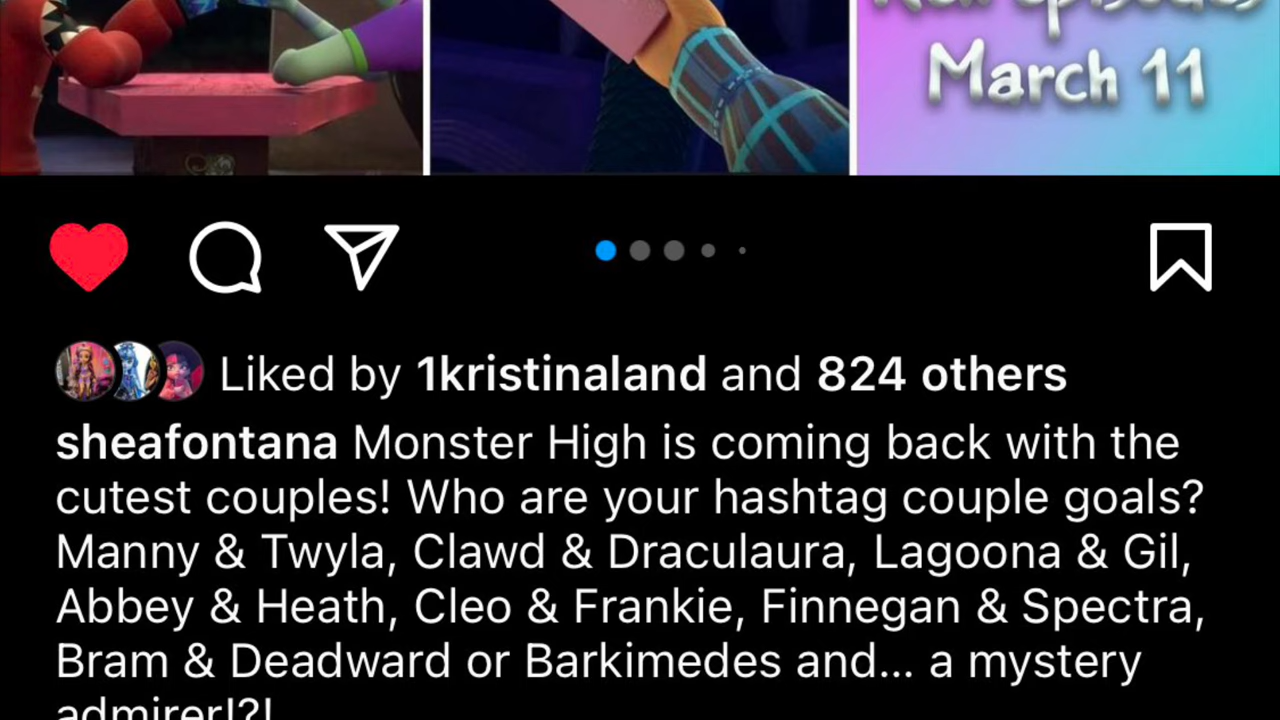 New episodes
March 11
Liked by 1kristinaland and 824 others
sheafontana Monster High is coming back with the
cutest couples! Who are your hashtag couple goals?
Manny & Twyla, Clawd & Draculaura, Lagoona & Gil,
Abbey & Heath, Cleo & Frankie, Finnegan & Spectra,
Bram & Deadward or Barkimedes and... a mystery
admirer!?!